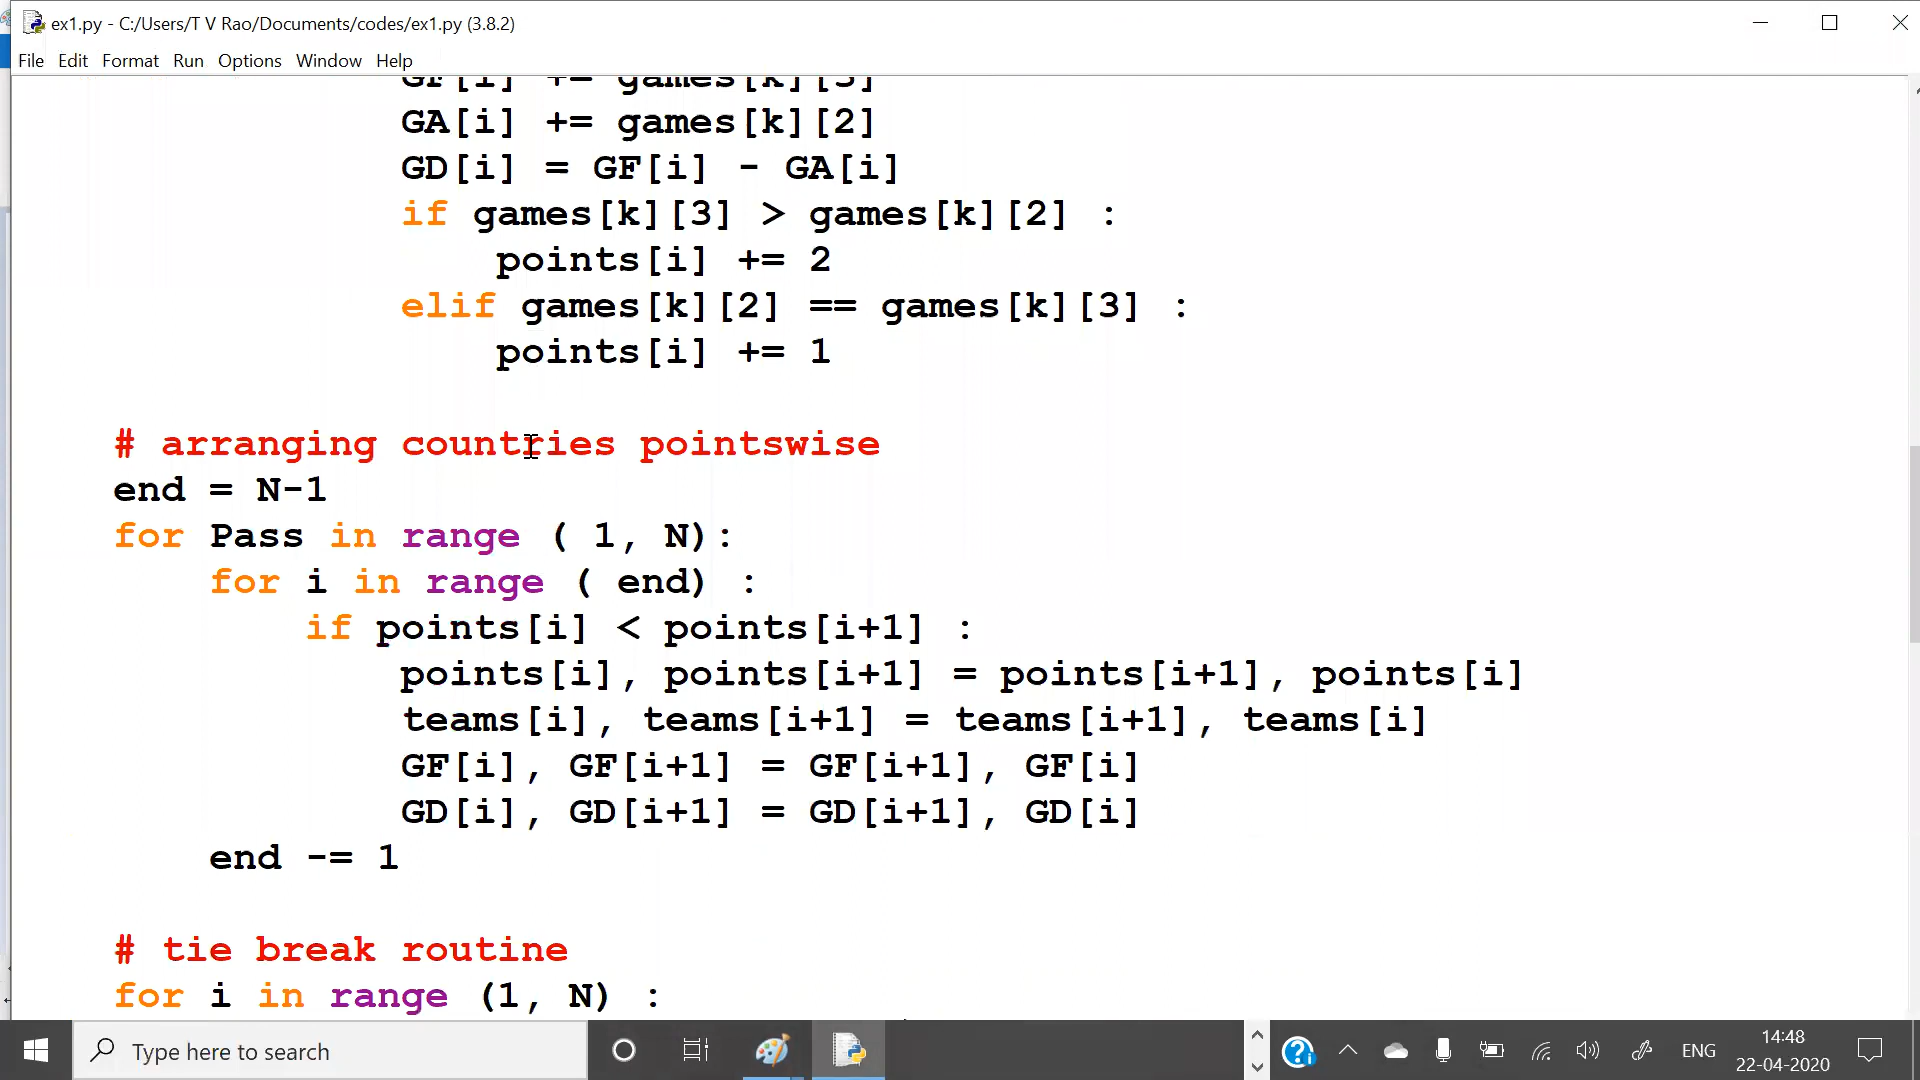 ex1.py - C:/Users/T V Rao/Documents/codes/ex1.py (3.8.2)
File Edit Format Run Options Window Help
GF[i] += games[k][3]
GA[i] += games[k][2]
GD[i] = GF[i] - GA[i]
if games[k][3] > games[k][2] :
points[i] += 2
elif games[k][2] == games[k][3] :
points[i] += 1
# arranging countries pointswise
end = N-1
for Pass in range ( 1, N):
for i in range ( end) :
if points[i] < points[i+1] :
points[i], points[i+1] = points[i+1], points[i]
teams[i], teams[i+1] = teams[i+1], teams[i]
GF[i], GF[i+1] = GF[i+1], GF[i]
GD[i], GD[i+1] = GD[i+1], GD[i]
end -= 1
# tie break routine
for i in range (1, N) :
Type here to search
ENG
14:48
22-04-2020